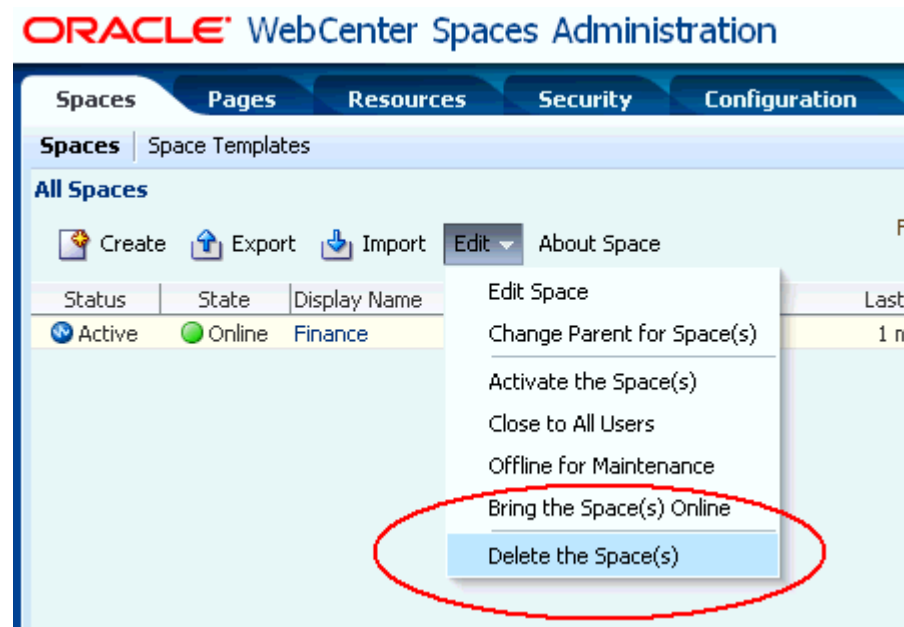 ORACLE WebCenter Spaces Administration
Spaces Pages Resources Security Configuration
Spaces Space Templates
All Spaces
Create Export Import Edit About Space
Status State Display Name Last
Active Online Finance 1
Edit Space
Change Parent for Space(s)
Activate the Space(s)
Close to All Users
Offline for Maintenance
Bring the Space(s) Online
Delete the Space(s)